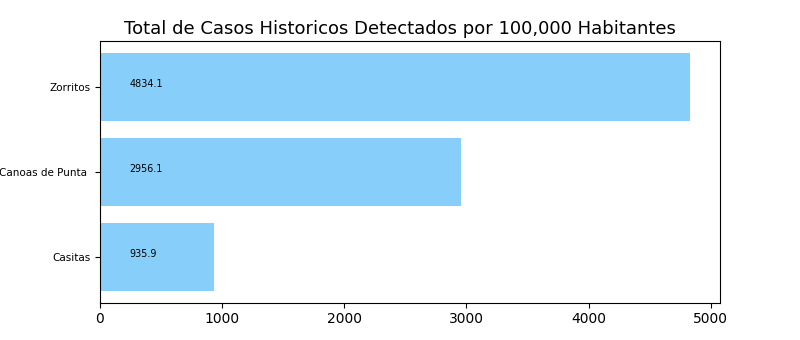 Total de Casos Historicos Detectados por 100,000 Habitantes
Zorritos
4834.1
Canoas de Punta
2956.1
Casitas
935.9
0 1000 2000 3000 4000 5000